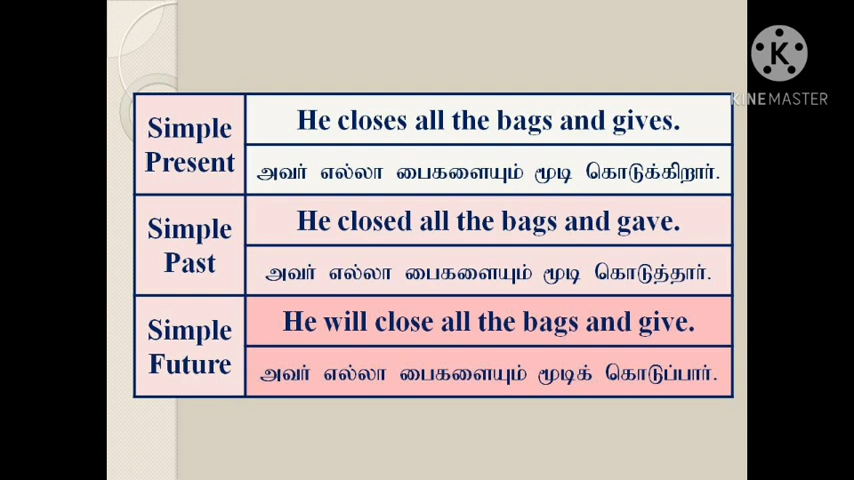 K
KINEMASTER
Simple
Present
He closes all the bags and gives.
அவர் எல்லா பைகளையும் மூடி கொடுக்கிறார்.
Simple
Past
He closed all the bags and gave.
அவர் எல்லா பைகளையும் மூடி கொடுத்தார்.
Simple
Future
He will close all the bags and give.
அவர் எல்லா பைகளையும் மூடிக் கொடுப்பார்.